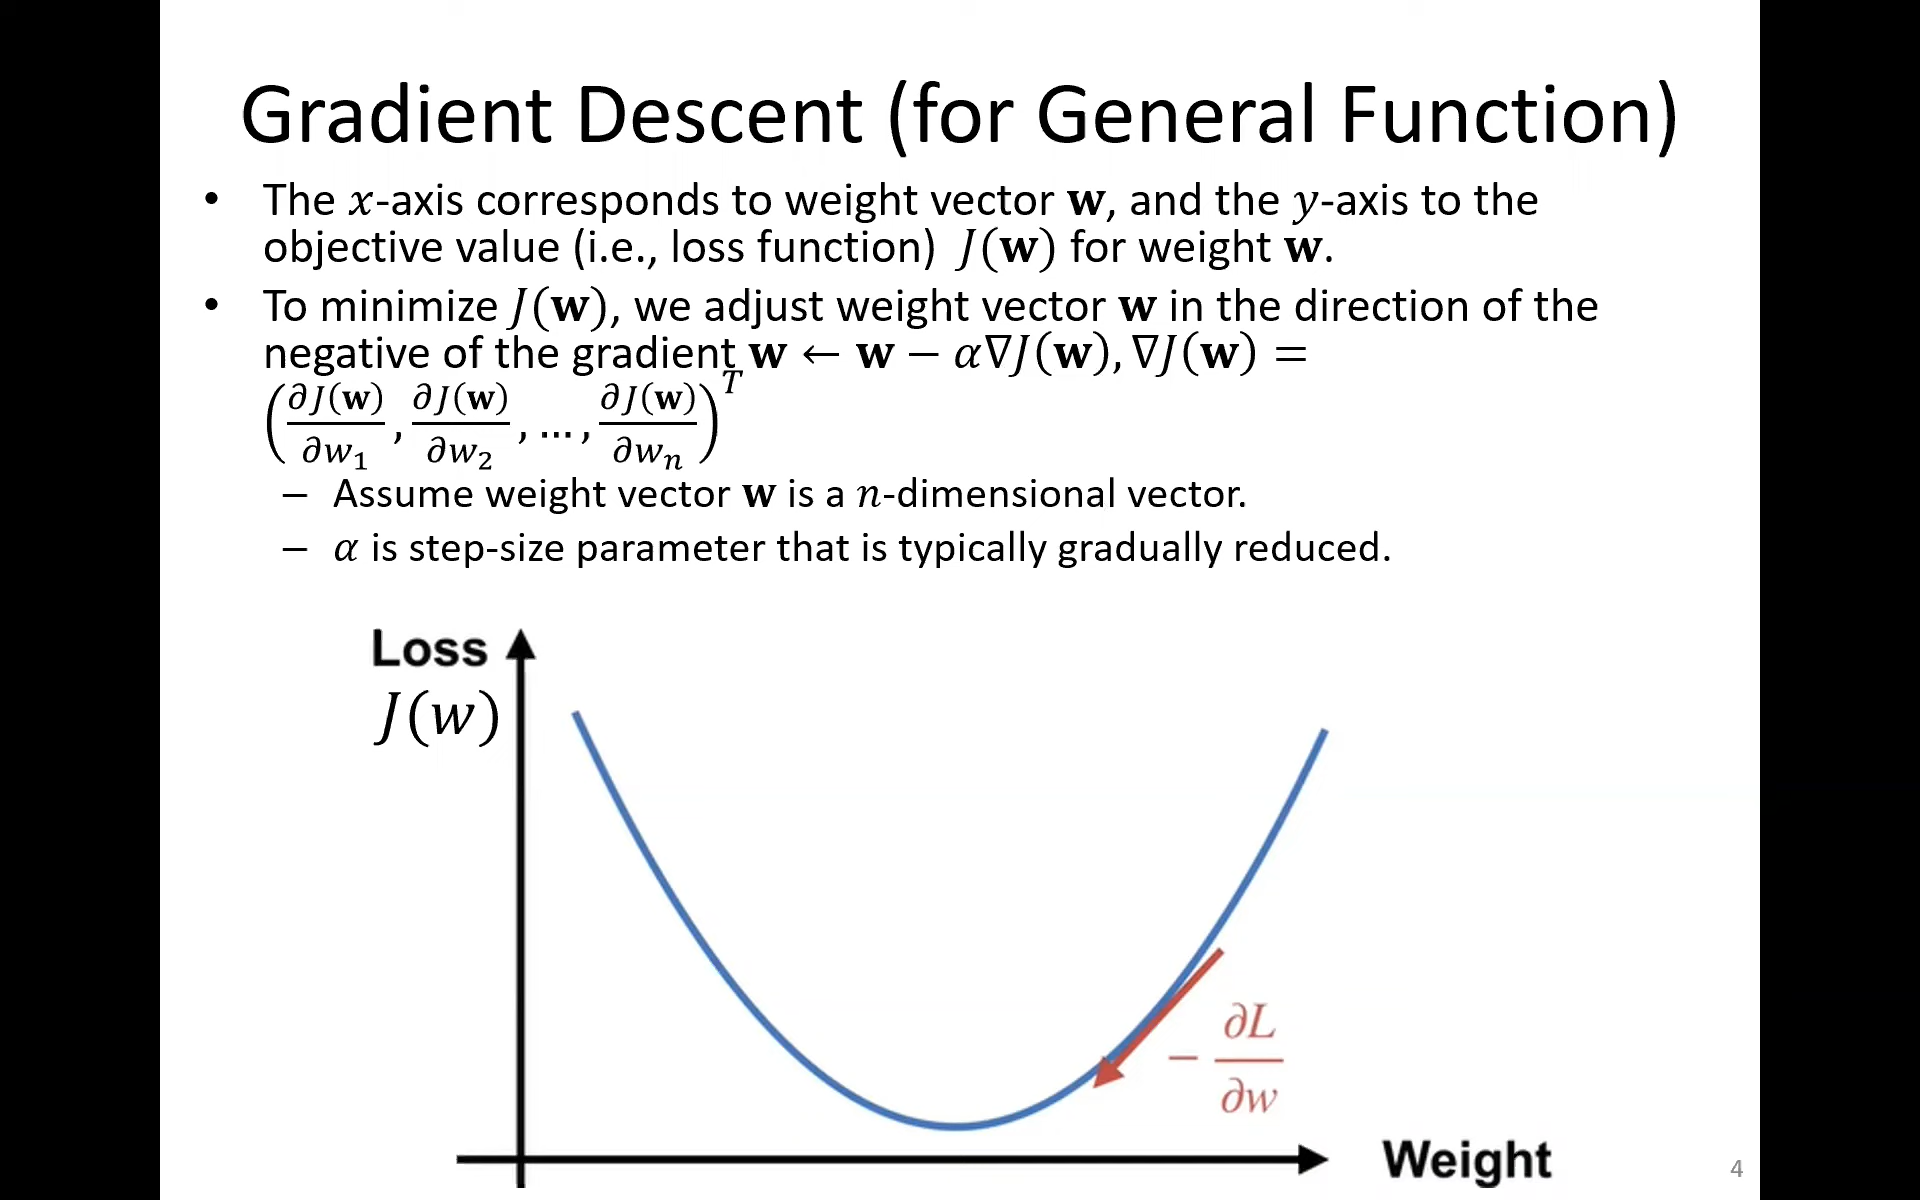 Gradient Descent (for General Function)
• The 𝑥-axis corresponds to weight vector 𝐰, and the 𝑦-axis to the
objective value (i.e., loss function) 𝐽(𝐰) for weight 𝐰.
• To minimize 𝐽(𝐰), we adjust weight vector 𝐰 in the direction of the
negative of the gradient 𝐰 ← 𝐰 − 𝛼∇𝐽(𝐰), ∇𝐽(𝐰) =
(∂𝐽(𝐰)/∂𝑤₁, ∂𝐽(𝐰)/∂𝑤₂, …, ∂𝐽(𝐰)/∂𝑤ₙ)ᵀ
– Assume weight vector 𝐰 is a 𝑛-dimensional vector.
– 𝛼 is step-size parameter that is typically gradually reduced.
Loss
𝐽(𝑤)
− ∂L/∂w
Weight
4